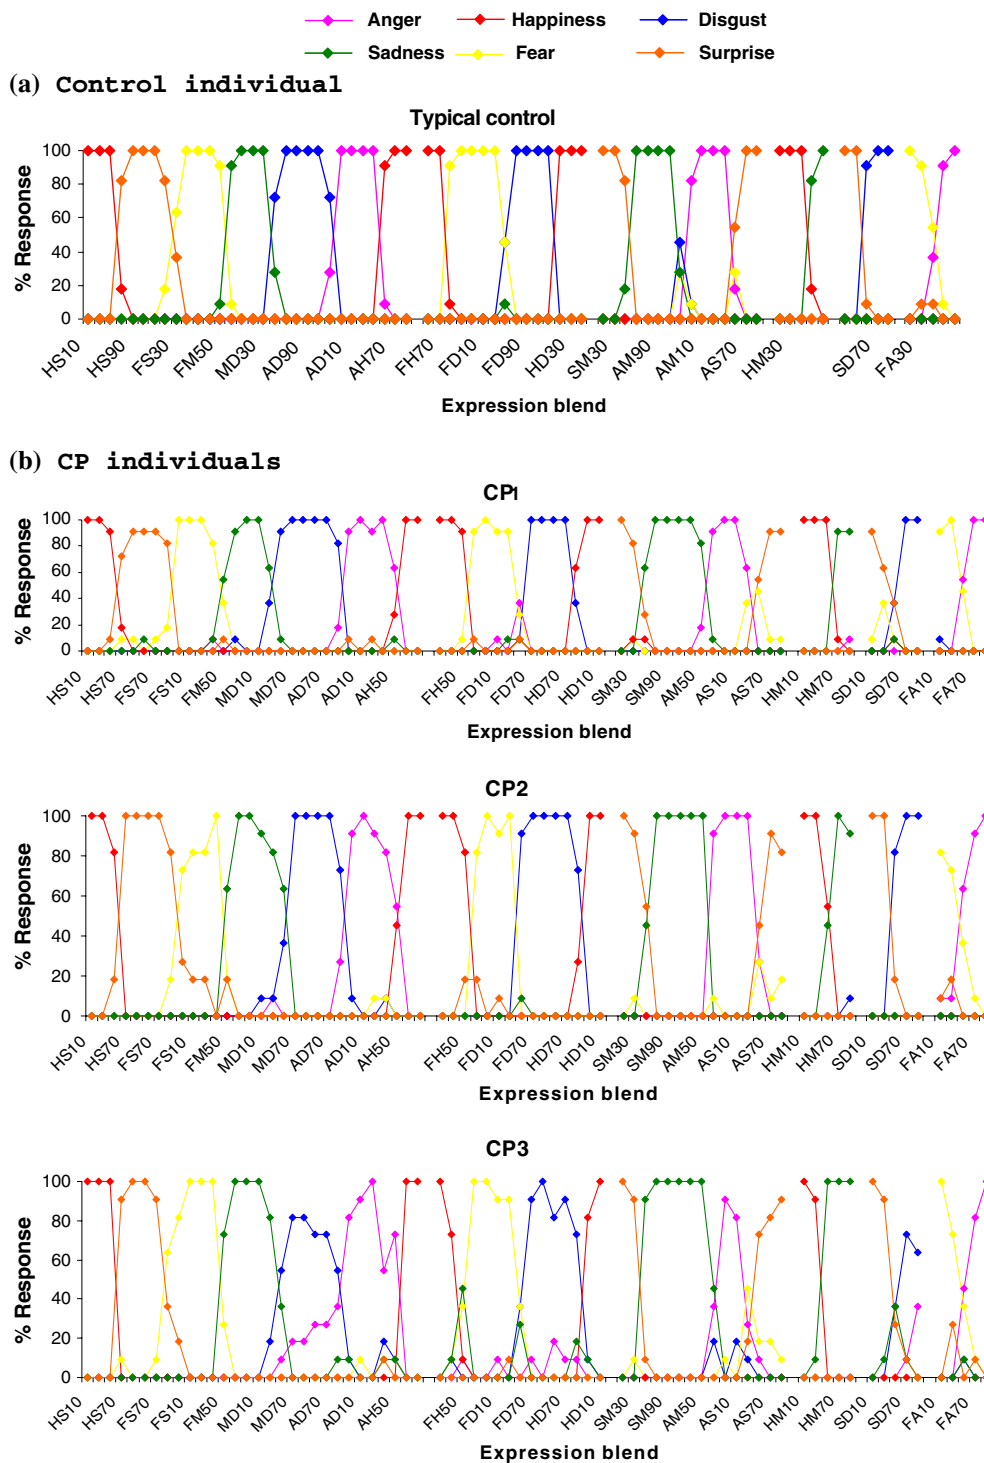 Anger Happiness Disgust
Sadness Fear Surprise
(a) Control individual
Typical control
% Response
100
80
60
40
20
0
HS10 HS90 FS30 FM50 MD30 AD90 AD10 AH70 FH70 FD10 FD90 HD30 SM30 AM90 AM10 AS70 HM30 SD70 FA30
Expression blend
(b) CP individuals
CP1
% Response
100
80
60
40
20
0
HS10 HS70 FS70 FS10 FM50 MD10 MD70 AD70 AD10 AH50 FH50 FD10 FD70 HD70 HD10 SM30 SM90 AM50 AS10 AS70 HM10 HM70 SD10 SD70 FA10 FA70
Expression blend
CP2
% Response
100
80
60
40
20
0
HS10 HS70 FS70 FS10 FM50 MD10 MD70 AD70 AD10 AH50 FH50 FD10 FD70 HD70 HD10 SM30 SM90 AM50 AS10 AS70 HM10 HM70 SD10 SD70 FA10 FA70
Expression blend
CP3
% Response
100
80
60
40
20
0
HS10 HS70 FS70 FS10 FM50 MD10 MD70 AD70 AD10 AH50 FH50 FD10 FD70 HD70 HD10 SM30 SM90 AM50 AS10 AS70 HM10 HM70 SD10 SD70 FA10 FA70
Expression blend